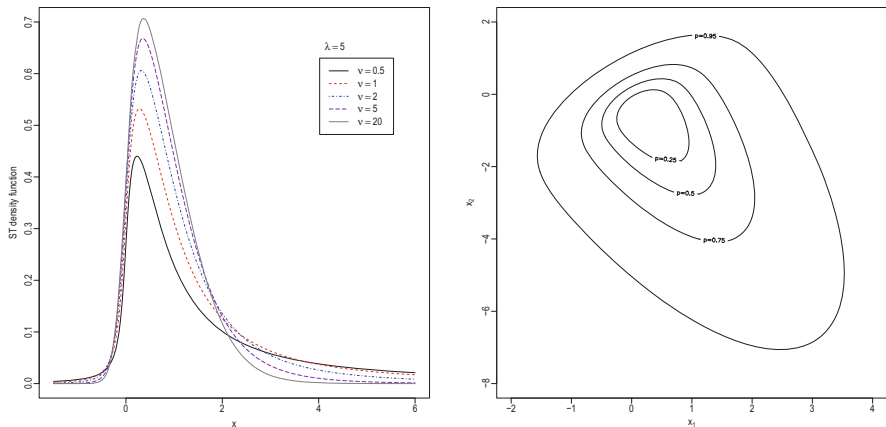 λ = 5
ν = 0.5
ν = 1
ν = 2
ν = 5
ν = 20
ST density function
0.0
0.1
0.2
0.3
0.4
0.5
0.6
0.7
0
2
4
6
x
p=0.95
p=0.25
p=0.5
p=0.75
x₂
2
0
−2
−4
−6
−8
−2
−1
0
1
2
3
4
x₁